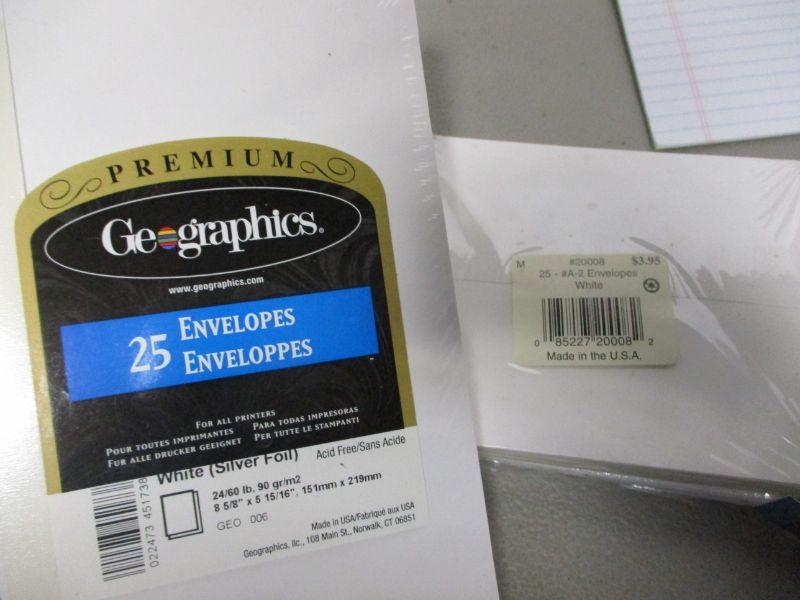 PREMIUM
Geographics®
www.geographics.com
25 ENVELOPES
ENVELOPPES
FOR ALL PRINTERS
POUR TOUTES IMPRIMANTES PARA TODAS IMPRESORAS
FUR ALLE DRUCKER GEEIGNET PER TUTTE LE STAMPANTI
White (Silver Foil) Acid Free/Sans Acide
24/60 lb, 90 gr/m2
8 5/8" x 5 15/16", 151mm x 219mm
GEO 006
Made in USA/Fabriqué aux USA
Geographics, llc., 108 Main St., Norwalk, CT 06851
022473 451738
M #20008 $3.95
25 - #A-2 Envelopes
White
0 85227 20008 2
Made in the U.S.A.